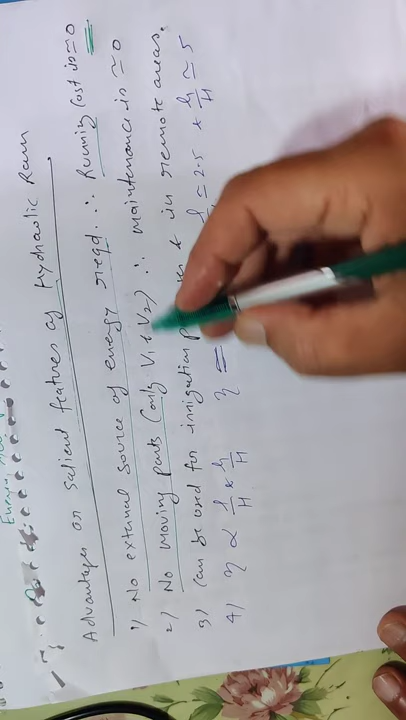 Advantages or salient features of Hydraulic Ram
1) No external source of energy reqd. ∴ Running cost is ≃ 0
2) No moving parts (only V₁ & V₂) ∴ maintenance is ≃ 0
3) Can be used for irrigation & in remote areas.
4) η ∝ l/H * h/H η = ≃ 2.5 * h/H ≃ 5